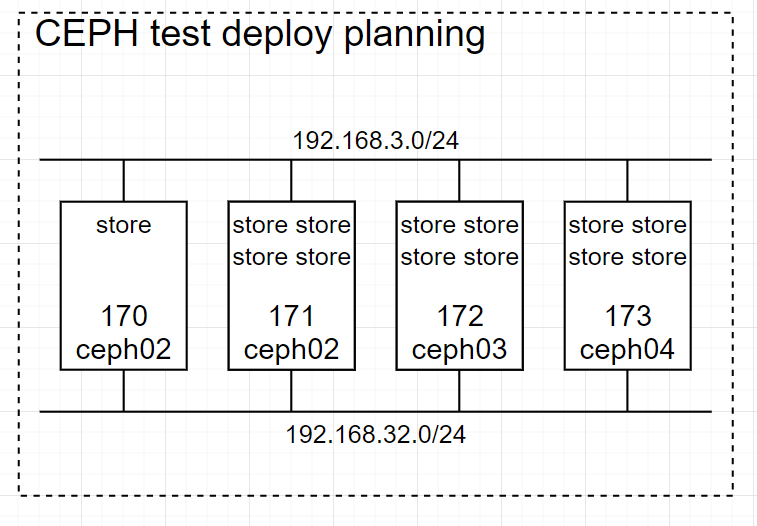 CEPH test deploy planning
192.168.3.0/24
store
170
ceph02
store store
store store
171
ceph02
store store
store store
172
ceph03
store store
store store
173
ceph04
192.168.32.0/24